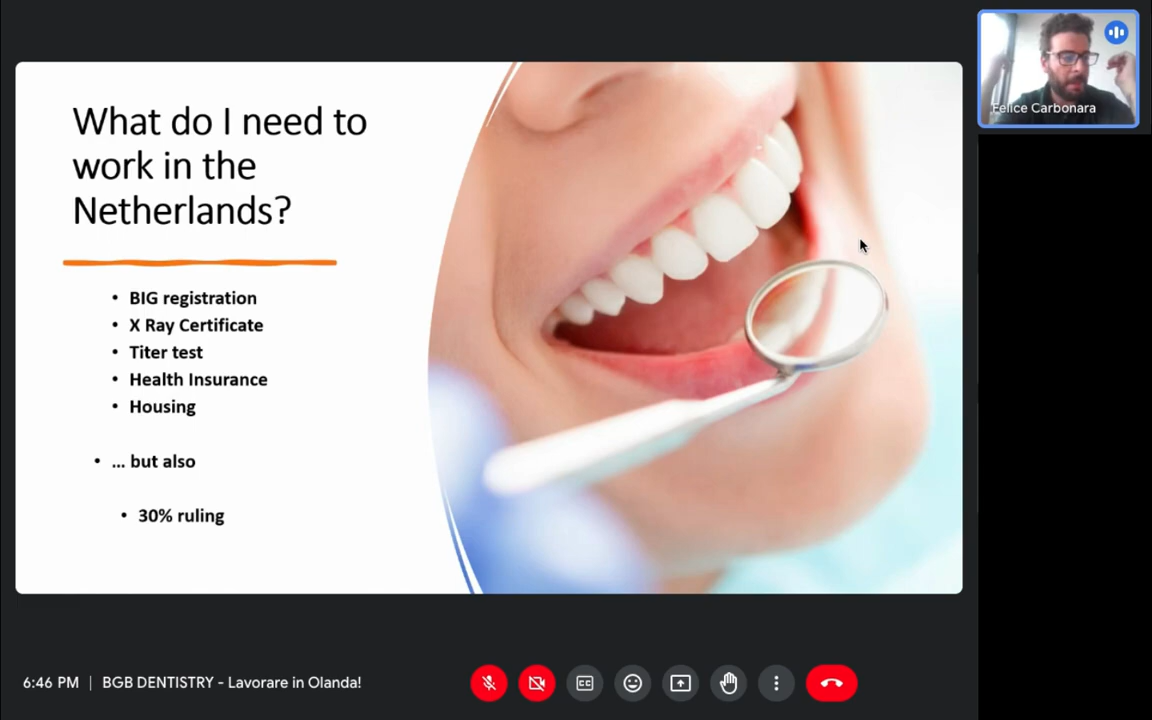 What do I need to
work in the
Netherlands?
• BIG registration
• X Ray Certificate
• Titer test
• Health Insurance
• Housing
• ... but also
• 30% ruling
Felice Carbonara
6:46 PM | BGB DENTISTRY - Lavorare in Olanda!
CC